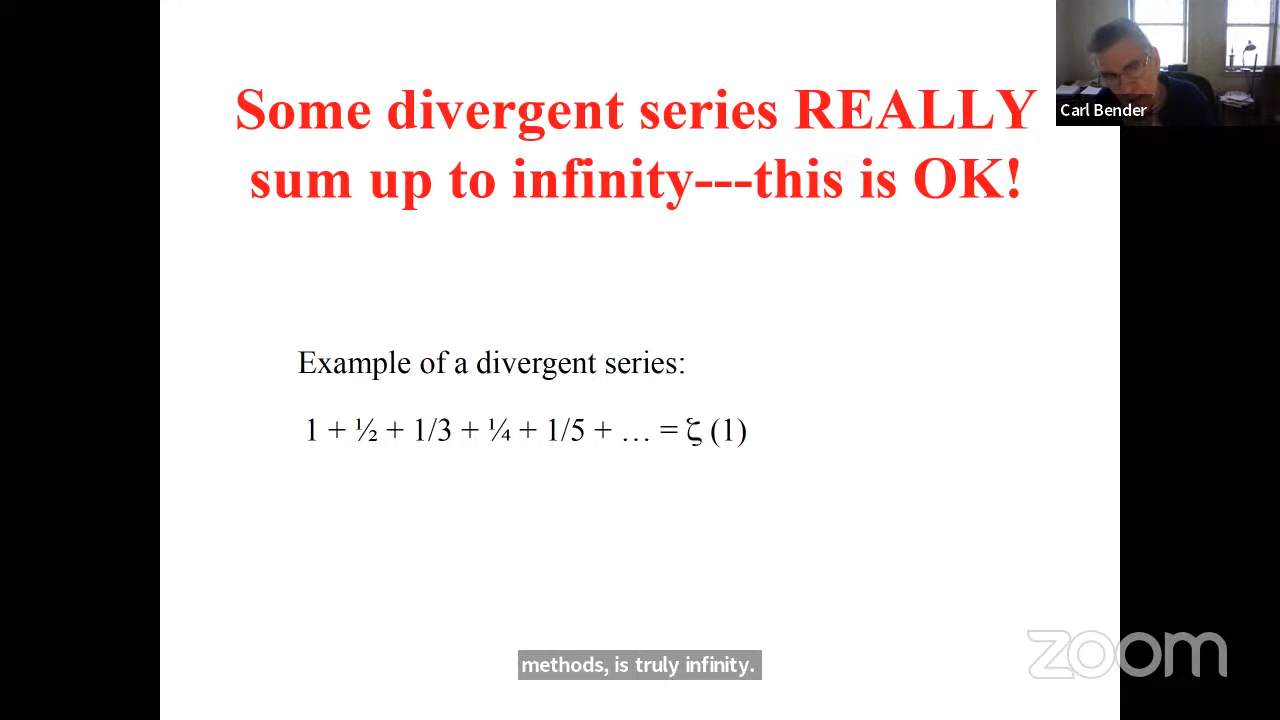 Some divergent series REALLY
sum up to infinity---this is OK!
Carl Bender
Example of a divergent series:
1 + ½ + 1/3 + ¼ + 1/5 + … = ζ (1)
methods, is truly infinity.
zoom